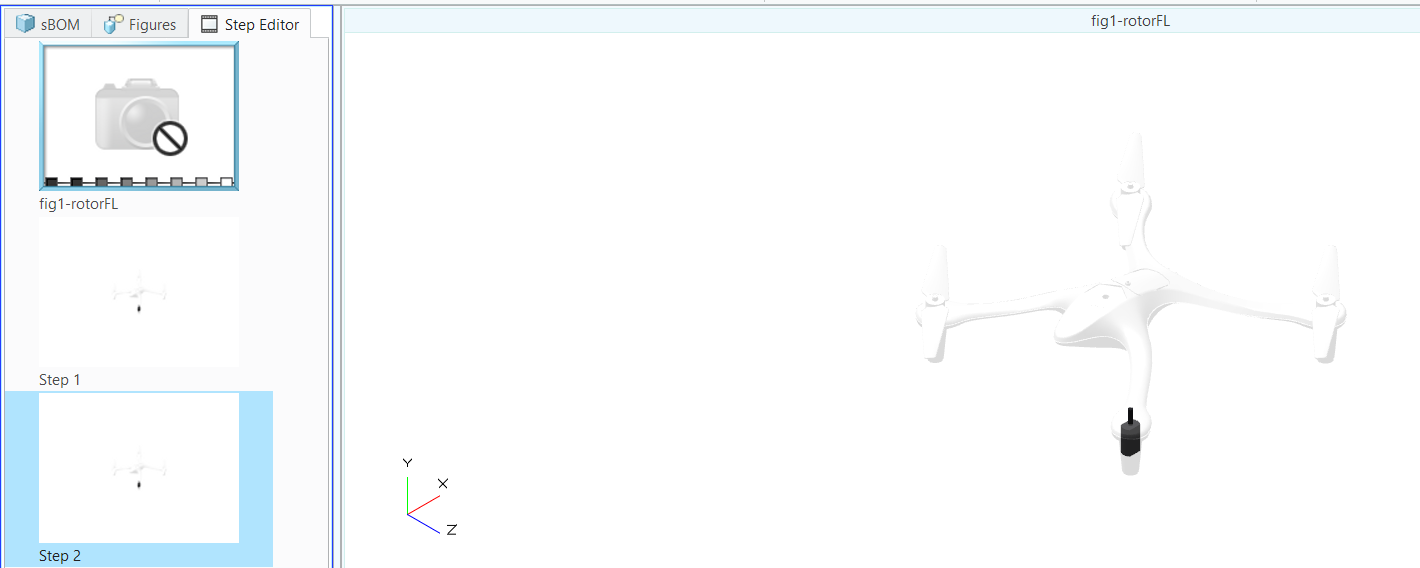 sBOM
Figures
Step Editor
fig1-rotorFL
fig1-rotorFL
Step 1
Step 2
Y
X
Z